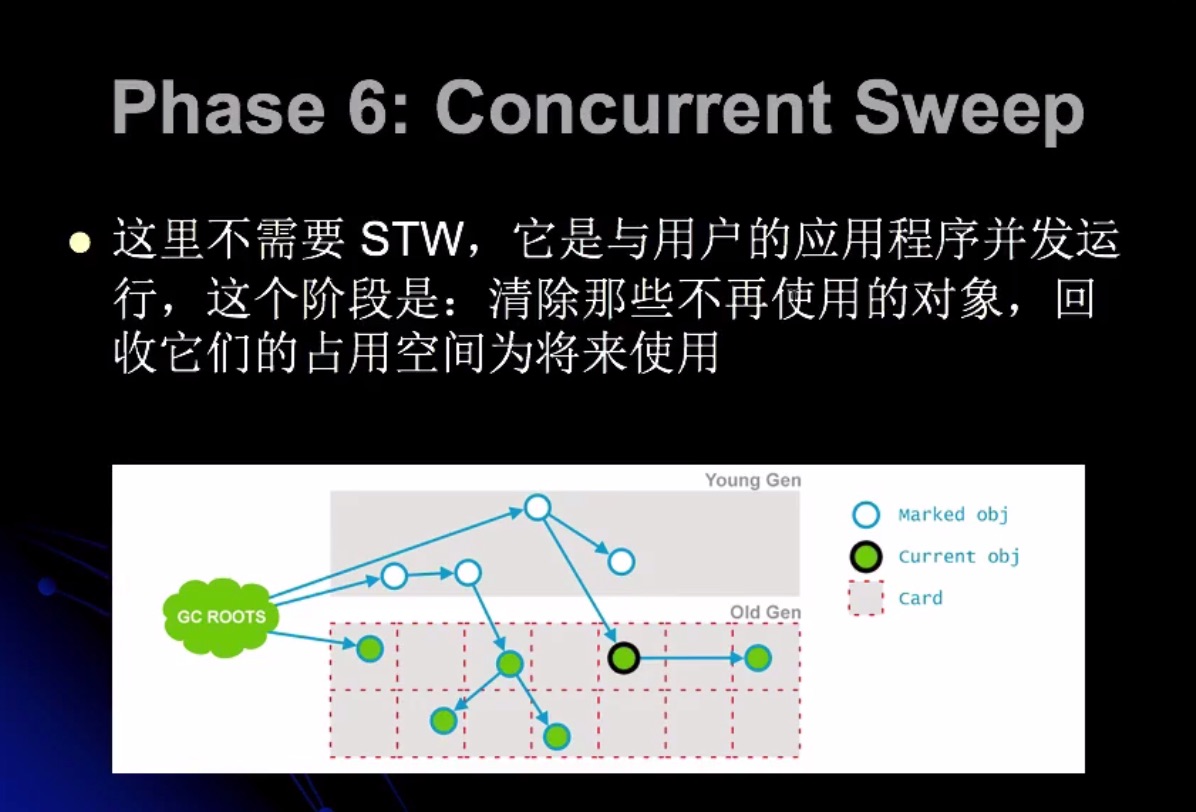 Phase 6: Concurrent Sweep
这里不需要 STW，它是与用户的应用程序并发运
行，这个阶段是：清除那些不再使用的对象，回
收它们的占用空间为将来使用
Young Gen
Marked obj
Current obj
Card
GC ROOTS
Old Gen